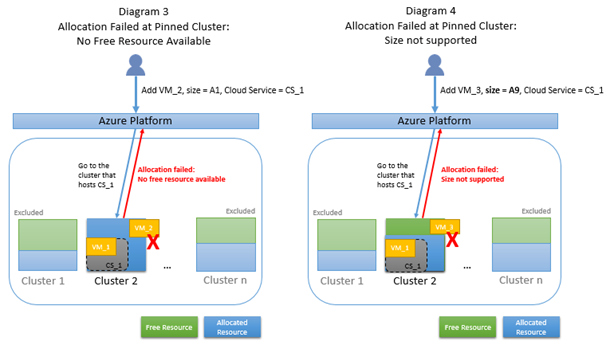 Diagram 3
Allocation Failed at Pinned Cluster:
No Free Resource Available
Add VM_2, size = A1, Cloud Service = CS_1
Azure Platform
Go to the
cluster that
hosts CS_1
Allocation failed:
No free resource available
Excluded
Excluded
VM_2
X
VM_1
CS_1
...
Cluster 1
Cluster 2
Cluster n
Free Resource
Allocated
Resource
Diagram 4
Allocation Failed at Pinned Cluster:
Size not supported
Add VM_3, size = A9, Cloud Service = CS_1
Azure Platform
Go to the
cluster that
hosts CS_1
Allocation failed:
Size not supported
Excluded
Excluded
VM_3
X
VM_1
CS_1
...
Cluster 1
Cluster 2
Cluster n
Free Resource
Allocated
Resource